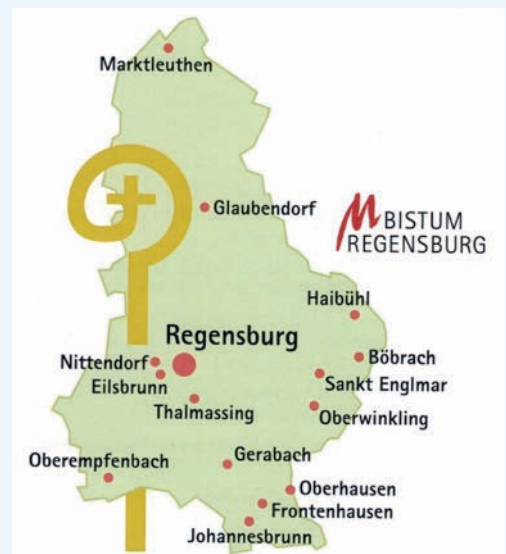 Marktleuthen
Glaubendorf
BISTUM
REGENSBURG
Haibühl
Regensburg
Nittendorf
Böbrach
Eilsbrunn
Sankt Englmar
Thalmassing
Oberwinkling
Gerabach
Oberempfenbach
Oberhausen
Frontenhausen
Johannesbrunn